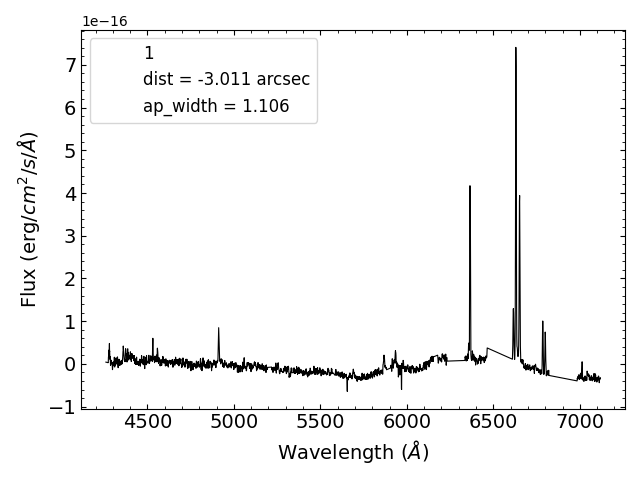 1e−16
1
dist = -3.011 arcsec
ap_width = 1.106
7
6
5
4
3
2
1
0
−1
Flux (erg/cm²/s/Å)
4500 5000 5500 6000 6500 7000
Wavelength (Å)